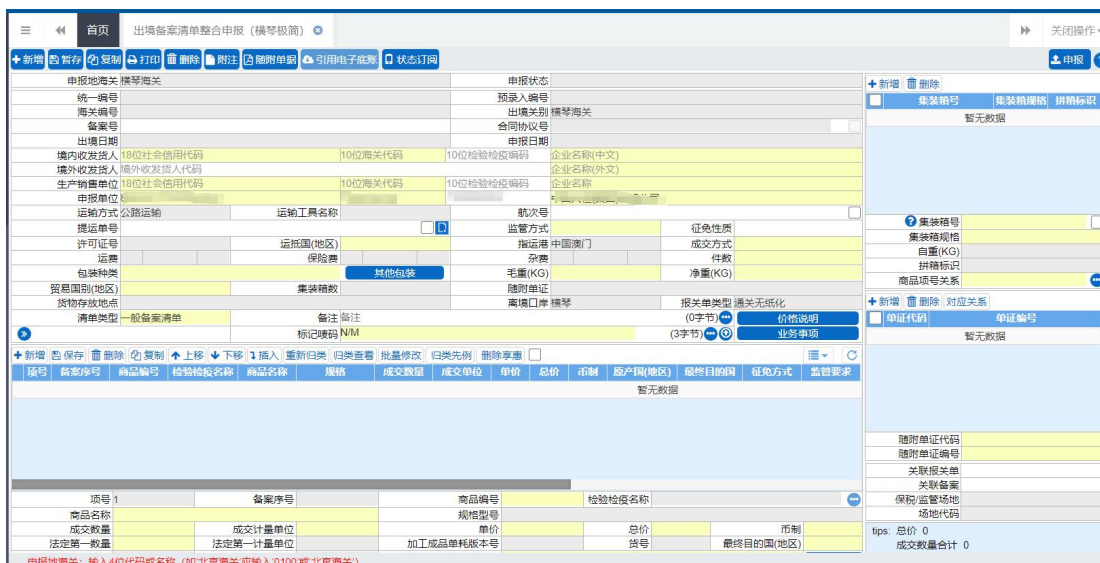 首页 出境备案清单整合申报（横琴极简） 关闭操作
新增 暂存 复制 打印 删除 附注 随附单据 引用电子底账 状态订阅 申报
申报地海关 横琴海关 申报状态
统一编号 预录入编号
海关编号 出境关别 横琴海关
备案号 合同协议号
出境日期 申报日期
境内收发货人 18位社会信用代码 10位海关代码 10位检验检疫编码 企业名称(中文)
境外收发货人 境外收发货人代码 企业名称(外文)
生产销售单位 18位社会信用代码 10位海关代码 10位检验检疫编码 企业名称
申报单位
运输方式 公路运输 运输工具名称 航次号
提运单号 监管方式 征免性质
许可证号 运抵国(地区) 指运港 中国澳门 成交方式
运费 保险费 杂费 件数
包装种类 其他包装 毛重(KG) 净重(KG)
贸易国别(地区) 集装箱数 随附单证
货物存放地点 离境口岸 横琴 报关单类型 通关无纸化
清单类型 一般备案清单 备注 备注 (0字节) 价格说明
标记唛码 N/M (3字节) 业务事项
新增 保存 删除 复制 上移 下移 插入 重新归类 归类查看 批量修改 归类先例 删除享惠
项号 备案序号 商品编号 检验检疫名称 商品名称 规格 成交数量 成交单位 单价 总价 币制 原产国(地区) 最终目的国 征免方式 监管要求
暂无数据
项号 1 备案序号 商品编号 检验检疫名称
商品名称 规格型号
成交数量 成交计量单位 单价 总价 币制
法定第一数量 法定第一计量单位 加工成品单耗版本号 货号 最终目的国(地区)
申报地海关：输入4位代码或名称（如'北京海关'应输入'0100'或'北京海关'）
新增 删除
集装箱号 集装箱规格 拼箱标识
暂无数据
集装箱号
集装箱规格
自重(KG)
拼箱标识
商品项号关系
新增 删除 对应关系
单证代码 单证编号
暂无数据
随附单证代码
随附单证编号
关联报关单
关联备案
保税/监管场地
场地代码
tips: 总价 0
成交数量合计 0